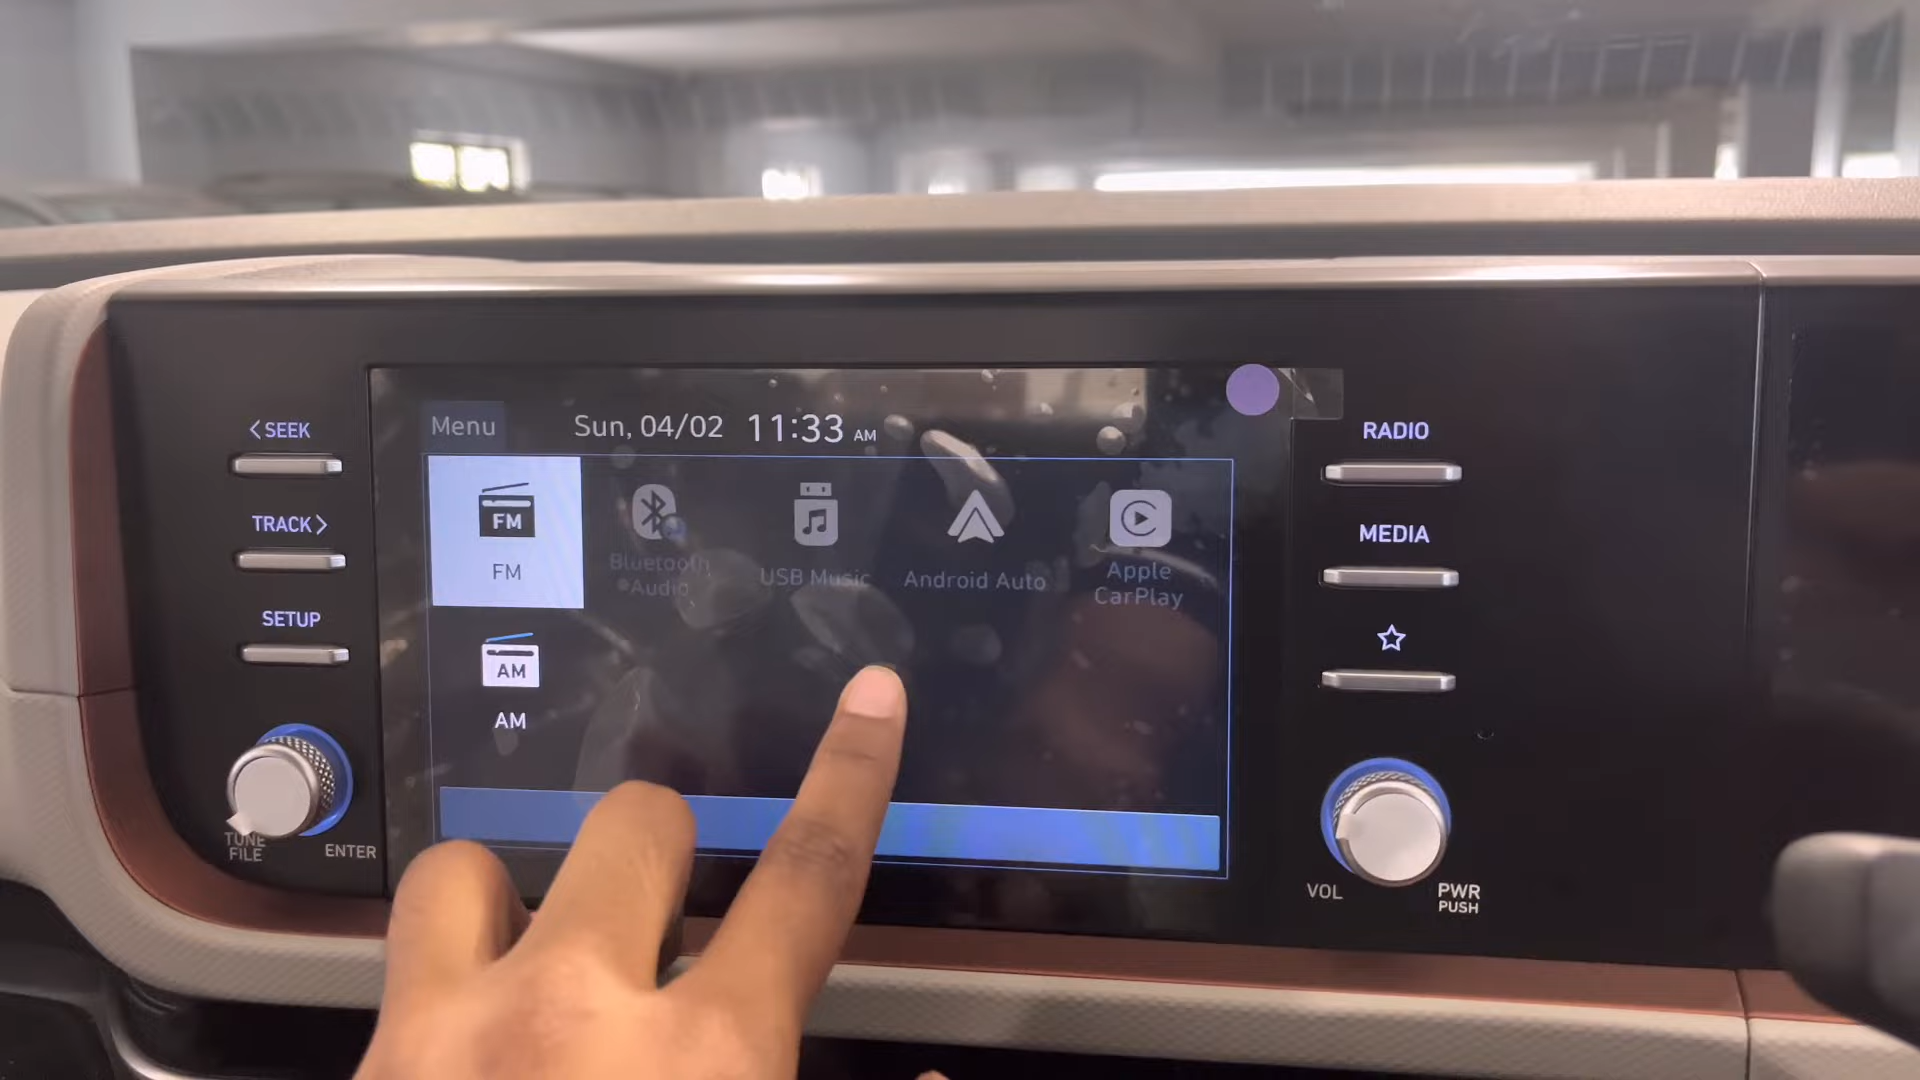 <SEEK
TRACK>
SETUP
TUNE
FILE
ENTER
Menu
Sun, 04/02
11:33 AM
FM
FM
Bluetooth
Audio
USB Music
Android Auto
Apple
CarPlay
AM
AM
RADIO
MEDIA
VOL
PWR
PUSH